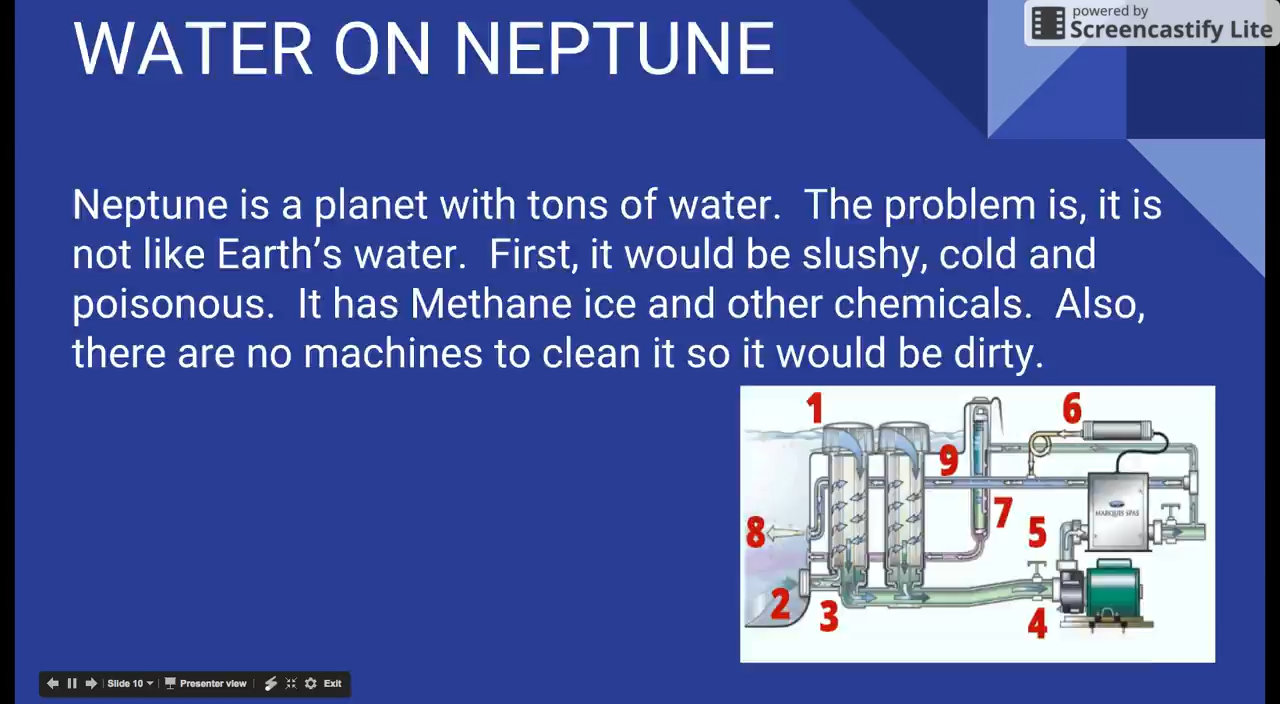 powered by
Screencastify Lite
WATER ON NEPTUNE
Neptune is a planet with tons of water.  The problem is, it is
not like Earth’s water.  First, it would be slushy, cold and
poisonous.  It has Methane ice and other chemicals.  Also,
there are no machines to clean it so it would be dirty.
1
6
9
7
MARQUIS SPAS
8
5
2
3
4
Slide 10
Presenter view
Exit